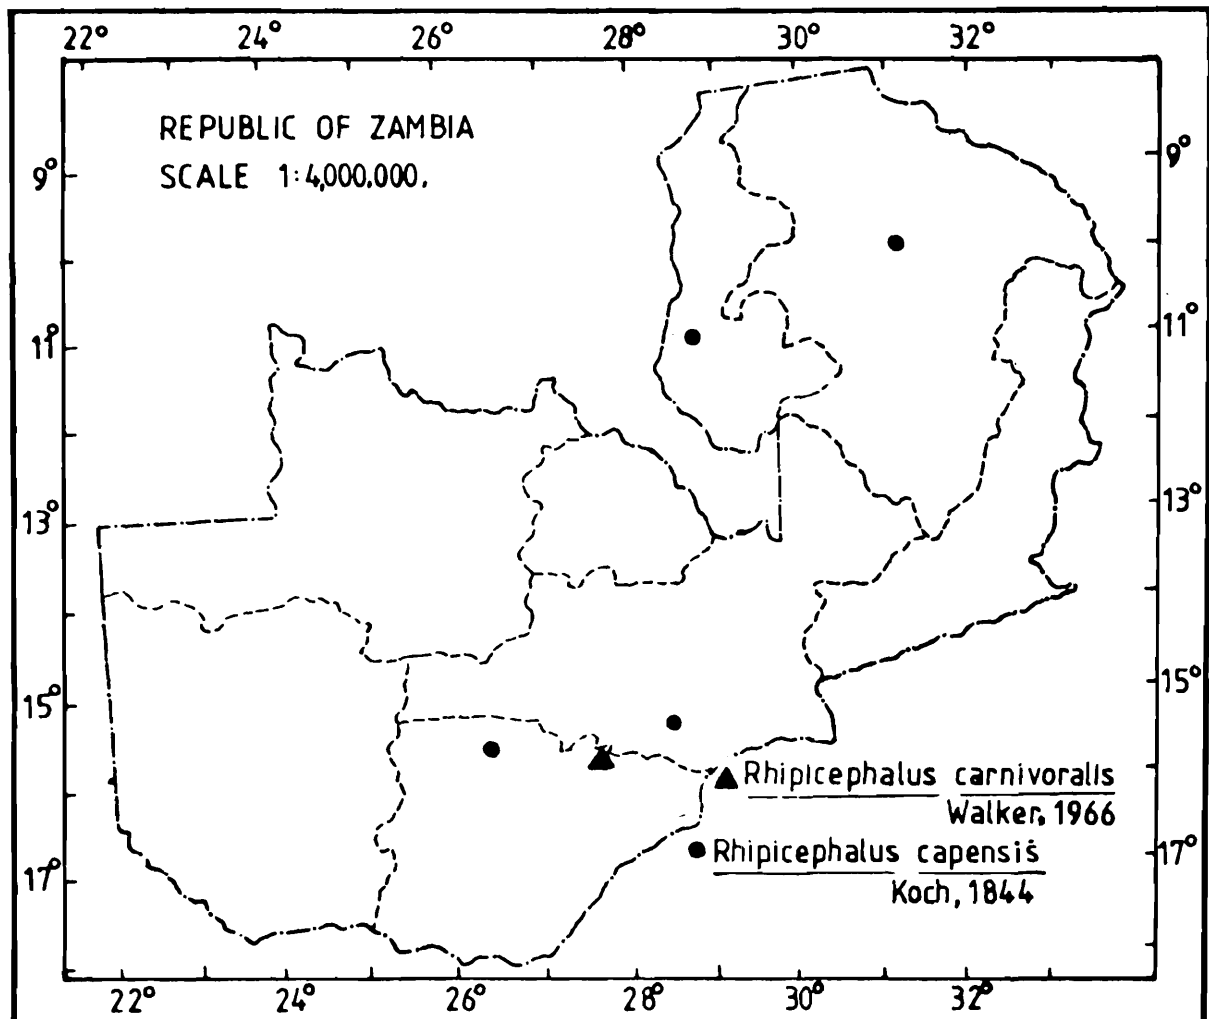 22° 24° 26° 28° 30° 32°
REPUBLIC OF ZAMBIA
SCALE 1:4,000.000.
9° 9°
11° 11°
13° 13°
15° 15°
Rhipicephalus carnivoralis
Walker, 1966
Rhipicephalus capensis
Koch, 1844
17° 17°
22° 24° 26° 28° 30° 32°